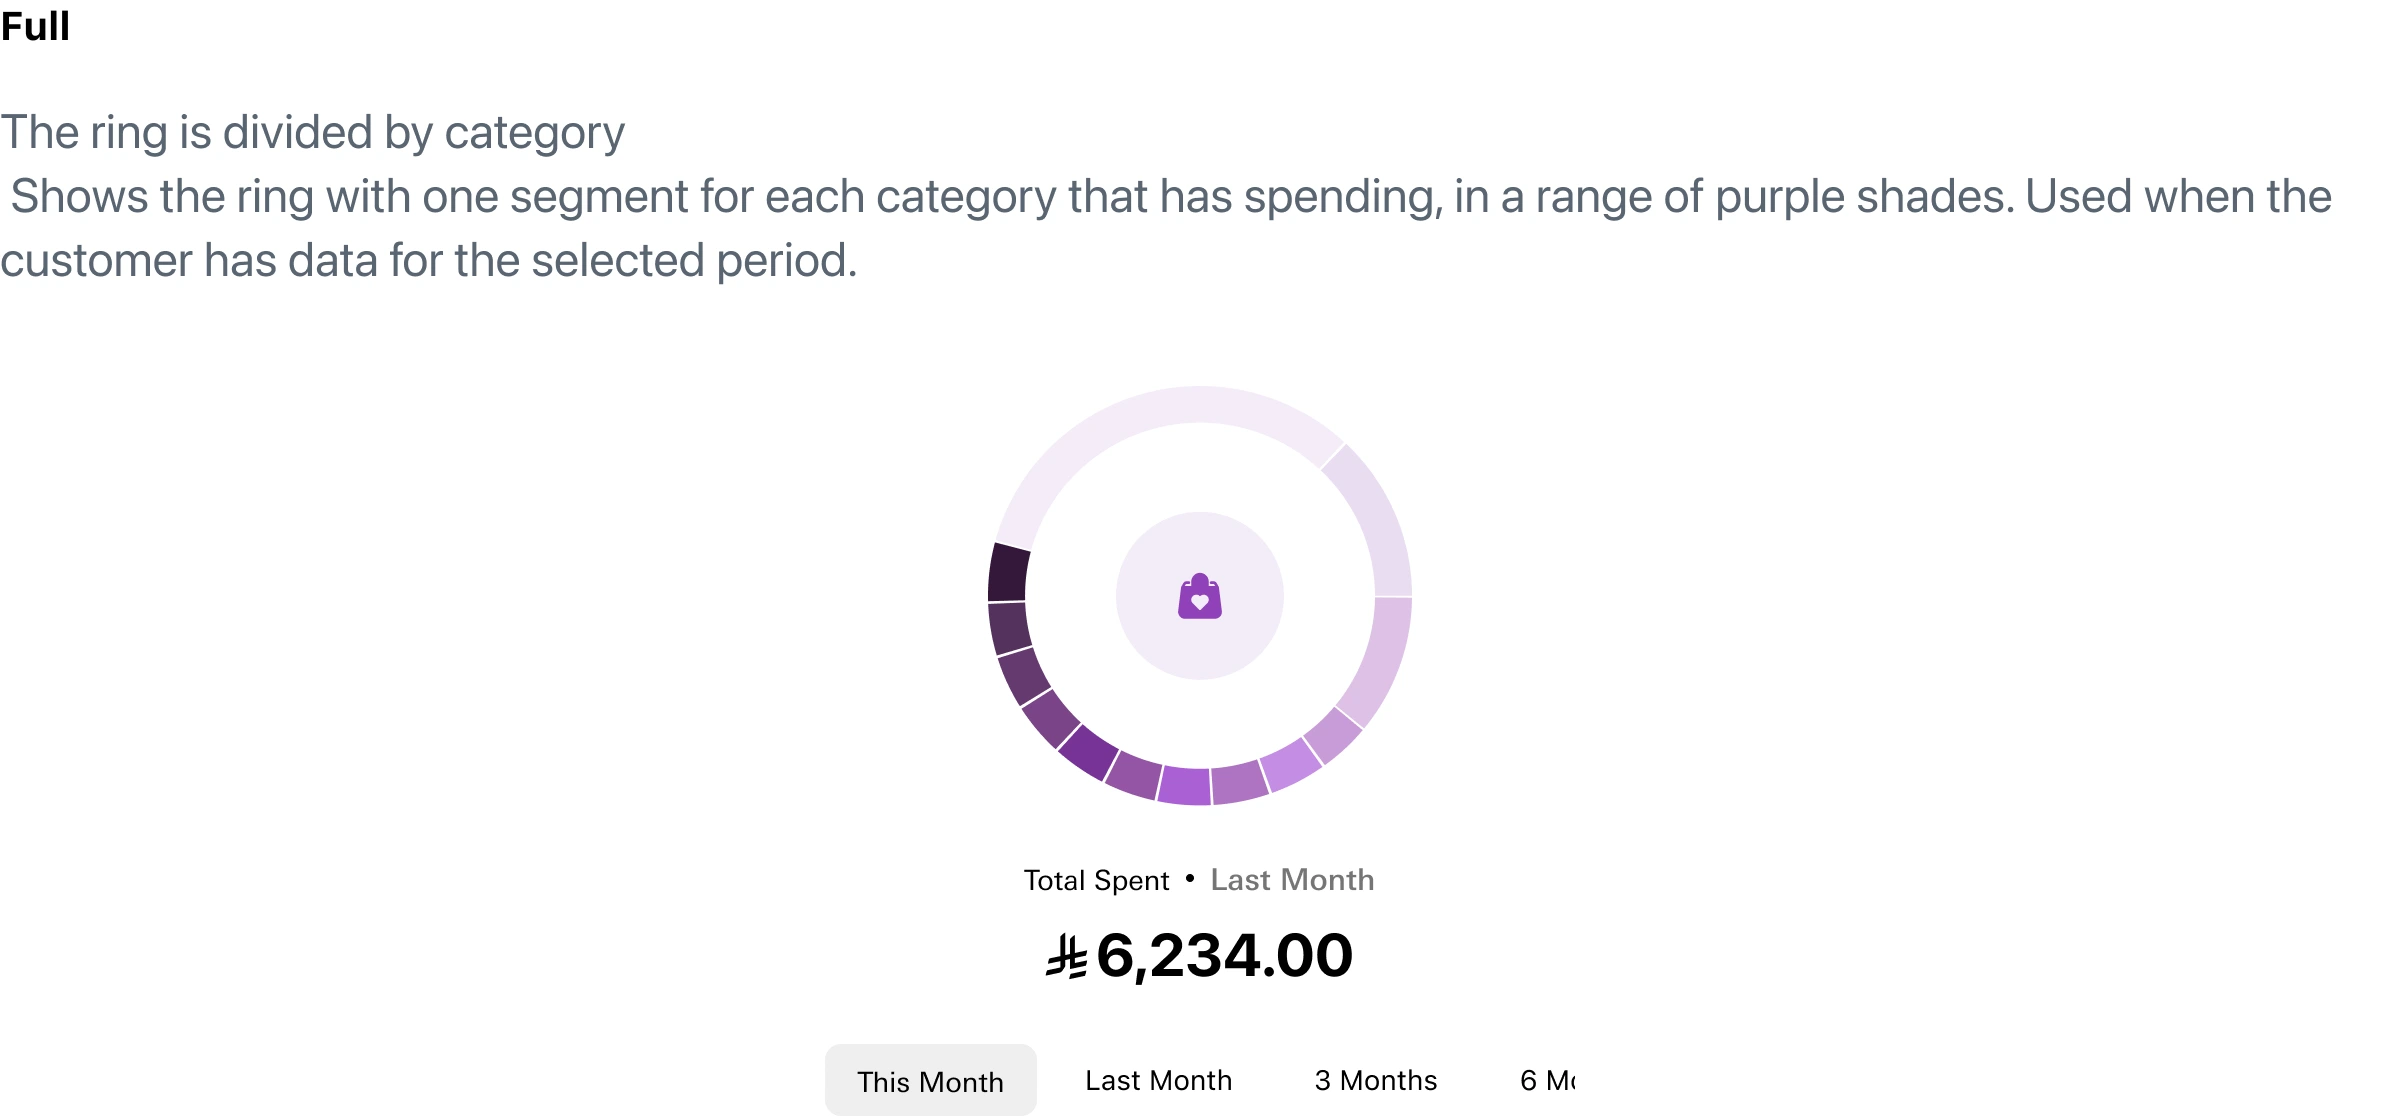 Full
The ring is divided by category
Shows the ring with one segment for each category that has spending, in a range of purple shades. Used when the
customer has data for the selected period.
Total Spent • Last Month
6,234.00
This Month Last Month 3 Months 6